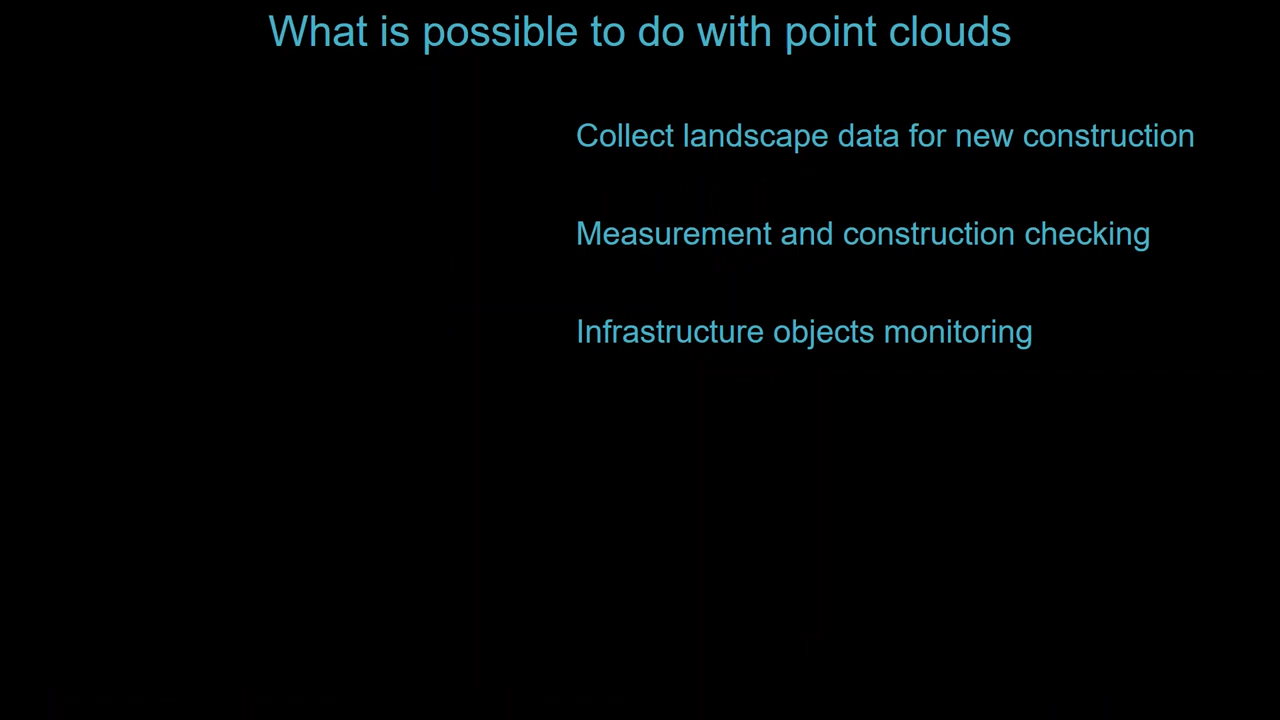 What is possible to do with point clouds
Collect landscape data for new construction
Measurement and construction checking
Infrastructure objects monitoring